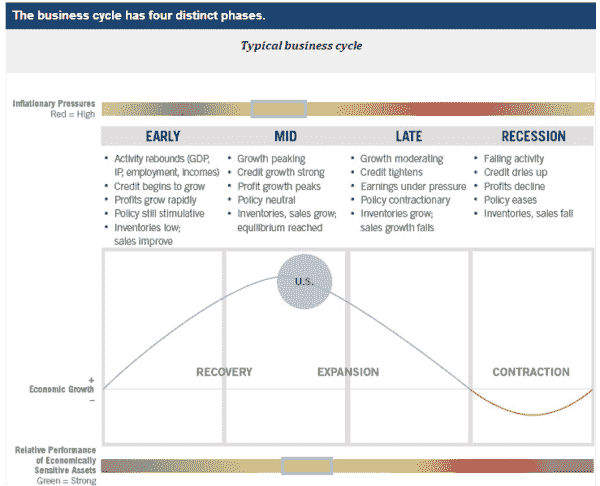 The business cycle has four distinct phases.
Typical business cycle
Inflationary Pressures
Red = High
EARLY
• Activity rebounds (GDP,
IP, employment, incomes)
• Credit begins to grow
• Profits grow rapidly
• Policy still stimulative
• Inventories low;
sales improve
MID
• Growth peaking
• Credit growth strong
• Profit growth peaks
• Policy neutral
• Inventories, sales grow;
equilibrium reached
LATE
• Growth moderating
• Credit tightens
• Earnings under pressure
• Policy contractionary
• Inventories grow;
sales growth falls
RECESSION
• Falling activity
• Credit dries up
• Profits decline
• Policy eases
• Inventories, sales fall
U.S.
RECOVERY
EXPANSION
CONTRACTION
+
Economic Growth
–
Relative Performance
of Economically
Sensitive Assets
Green = Strong